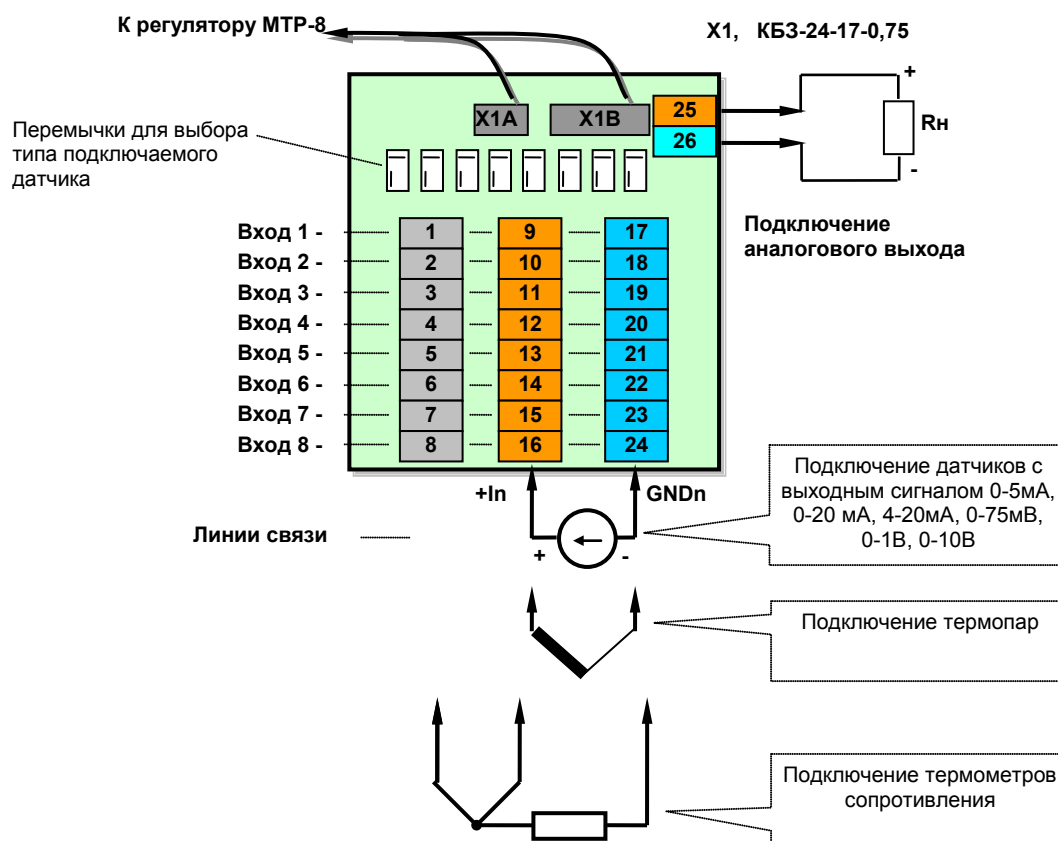 К регулятору МТР-8
X1, КБЗ-24-17-0,75
X1A
X1B
25
26
+
Rн
-
Перемычки для выбора
типа подключаемого
датчика
Подключение
аналогового выхода
Вход 1 - 1 9 17
Вход 2 - 2 10 18
Вход 3 - 3 11 19
Вход 4 - 4 12 20
Вход 5 - 5 13 21
Вход 6 - 6 14 22
Вход 7 - 7 15 23
Вход 8 - 8 16 24
+In
GNDn
Линии связи
+ -
Подключение датчиков с
выходным сигналом 0-5мА,
0-20 мА, 4-20мА, 0-75мВ,
0-1В, 0-10В
Подключение термопар
Подключение термометров
сопротивления